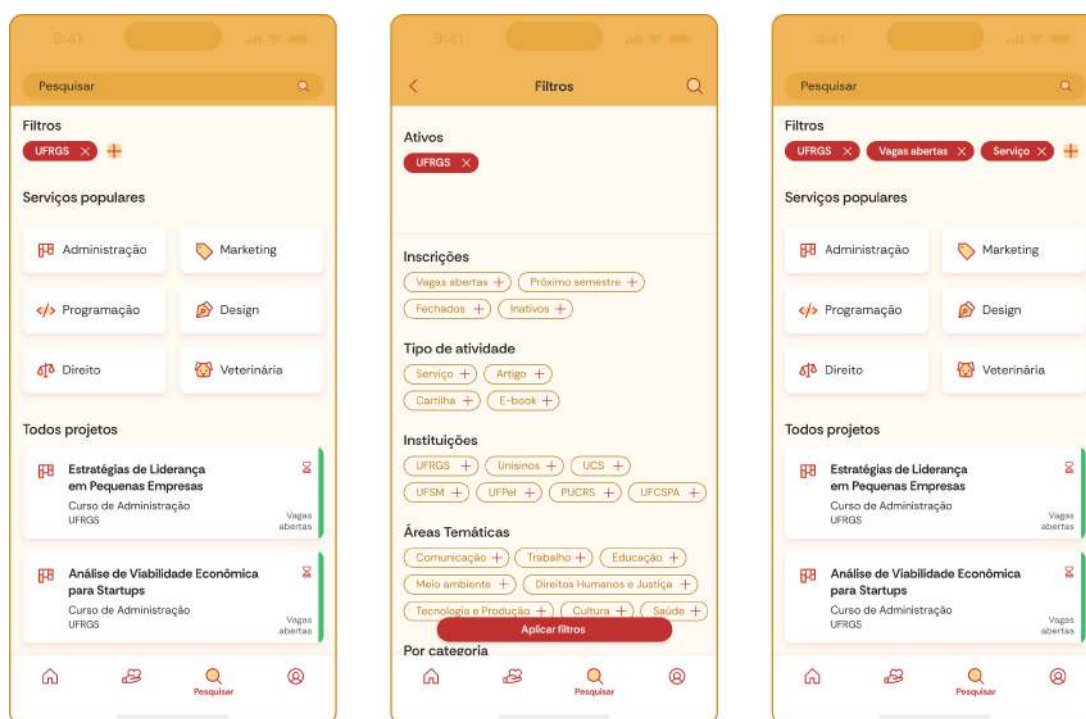 9:41
Pesquisar
Filtros
UFRGS
Serviços populares
Administração
Marketing
Programação
Design
Direito
Veterinária
Todos projetos
Estratégias de Liderança
em Pequenas Empresas
Curso de Administração
UFRGS
Vagas
abertas
Análise de Viabilidade Econômica
para Startups
Curso de Administração
UFRGS
Vagas
abertas
Pesquisar
9:41
Filtros
Ativos
UFRGS
Inscrições
Vagas abertas
Próximo semestre
Fechados
Inativos
Tipo de atividade
Serviço
Artigo
Cartilha
E-book
Instituições
UFRGS
Unisinos
UCS
UFSM
UFPel
PUCRS
UFCSPA
Áreas Temáticas
Comunicação
Trabalho
Educação
Meio ambiente
Direitos Humanos e Justiça
Tecnologia e Produção
Cultura
Saúde
Aplicar filtros
Por categoria
Pesquisar
9:41
Pesquisar
Filtros
UFRGS
Vagas abertas
Serviço
Serviços populares
Administração
Marketing
Programação
Design
Direito
Veterinária
Todos projetos
Estratégias de Liderança
em Pequenas Empresas
Curso de Administração
UFRGS
Vagas
abertas
Análise de Viabilidade Econômica
para Startups
Curso de Administração
UFRGS
Vagas
abertas
Pesquisar